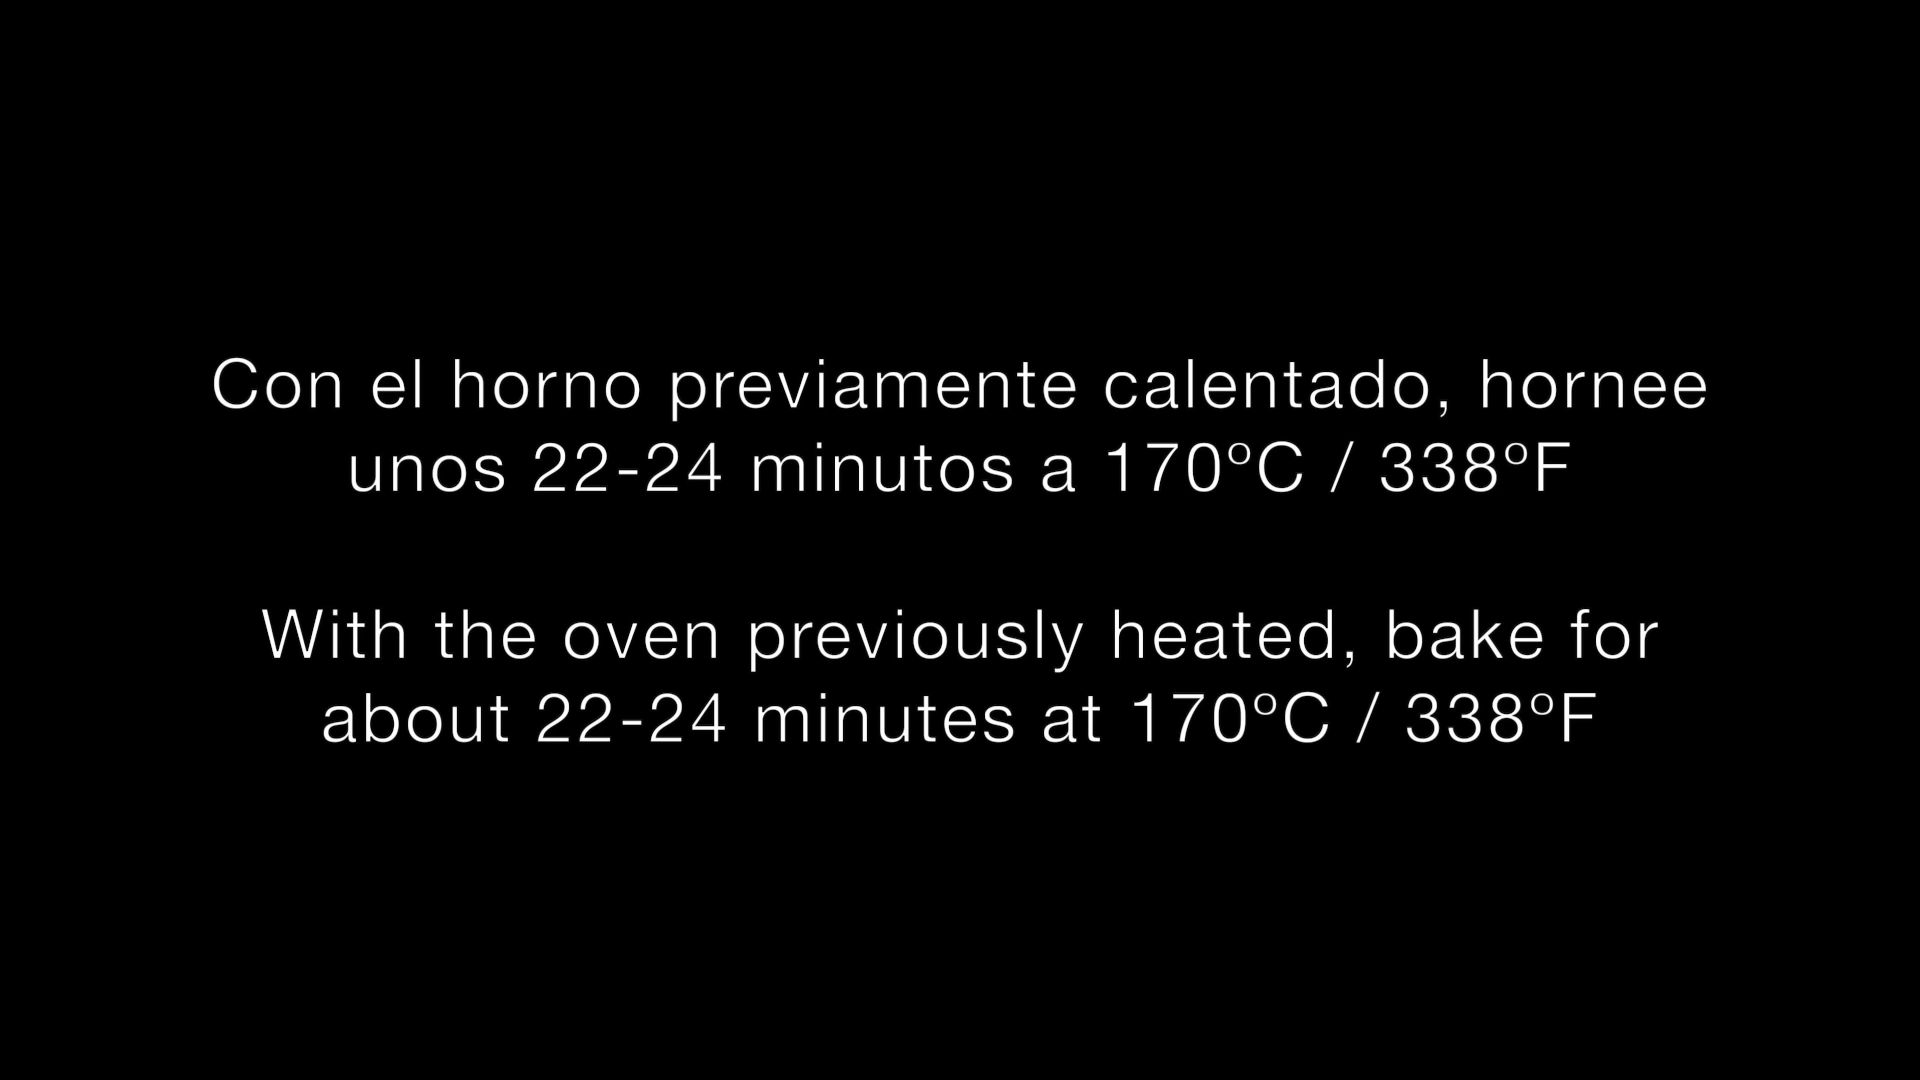 Con el horno previamente calentado, hornee
unos 22-24 minutos a 170ºC / 338ºF
With the oven previously heated, bake for
about 22-24 minutes at 170ºC / 338ºF